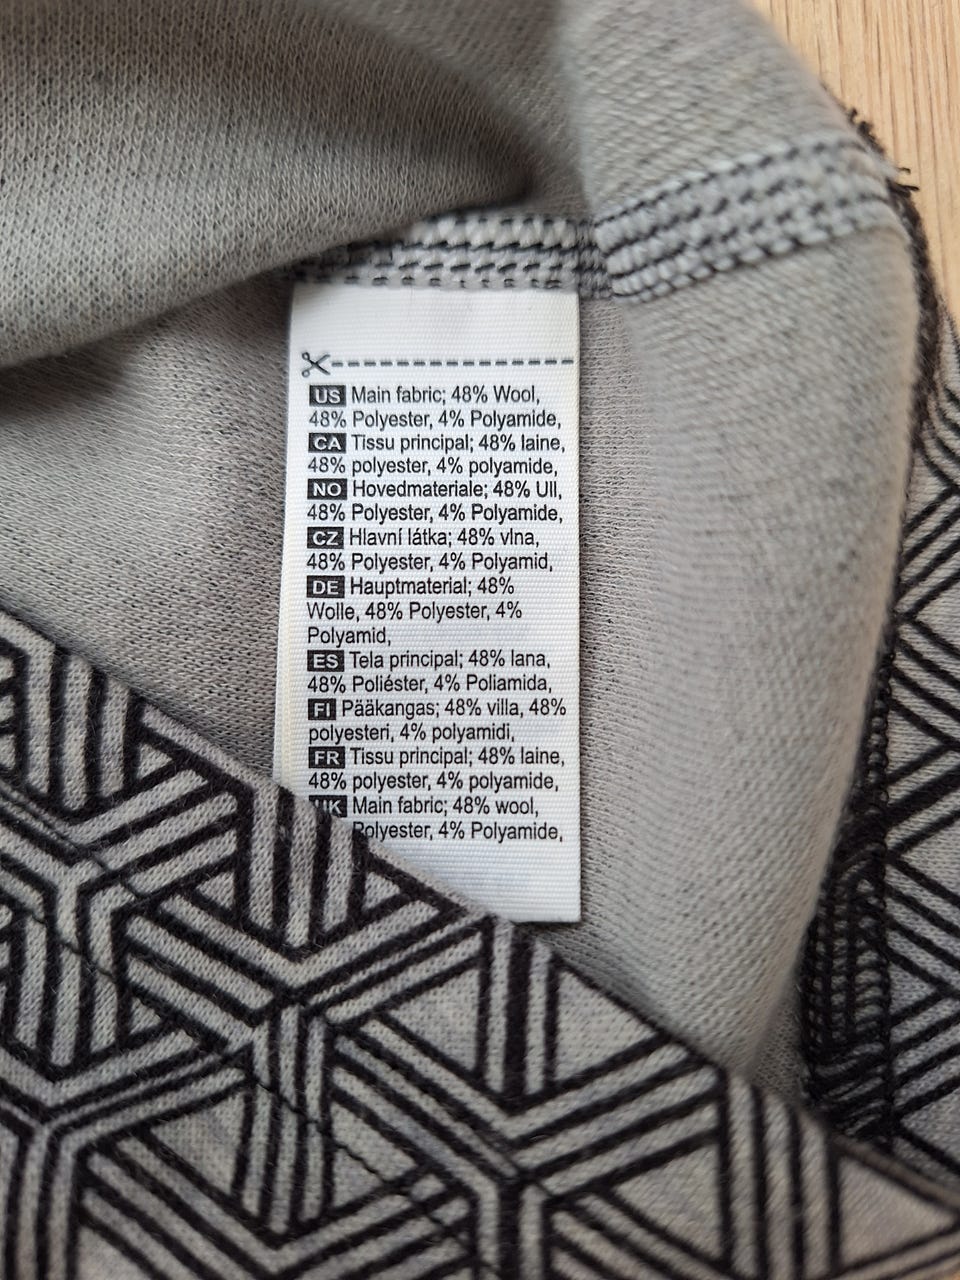 US Main fabric; 48% Wool,
48% Polyester, 4% Polyamide,
CA Tissu principal; 48% laine,
48% polyester, 4% polyamide,
NO Hovedmateriale; 48% Ull,
48% Polyester, 4% Polyamide,
CZ Hlavní látka; 48% vlna,
48% Polyester, 4% Polyamid,
DE Hauptmaterial; 48%
Wolle, 48% Polyester, 4%
Polyamid,
ES Tela principal; 48% lana,
48% Poliéster, 4% Poliamida,
FI Pääkangas; 48% villa, 48%
polyesteri, 4% polyamidi,
FR Tissu principal; 48% laine,
48% polyester, 4% polyamide,
UK Main fabric; 48% wool,
Polyester, 4% Polyamide,